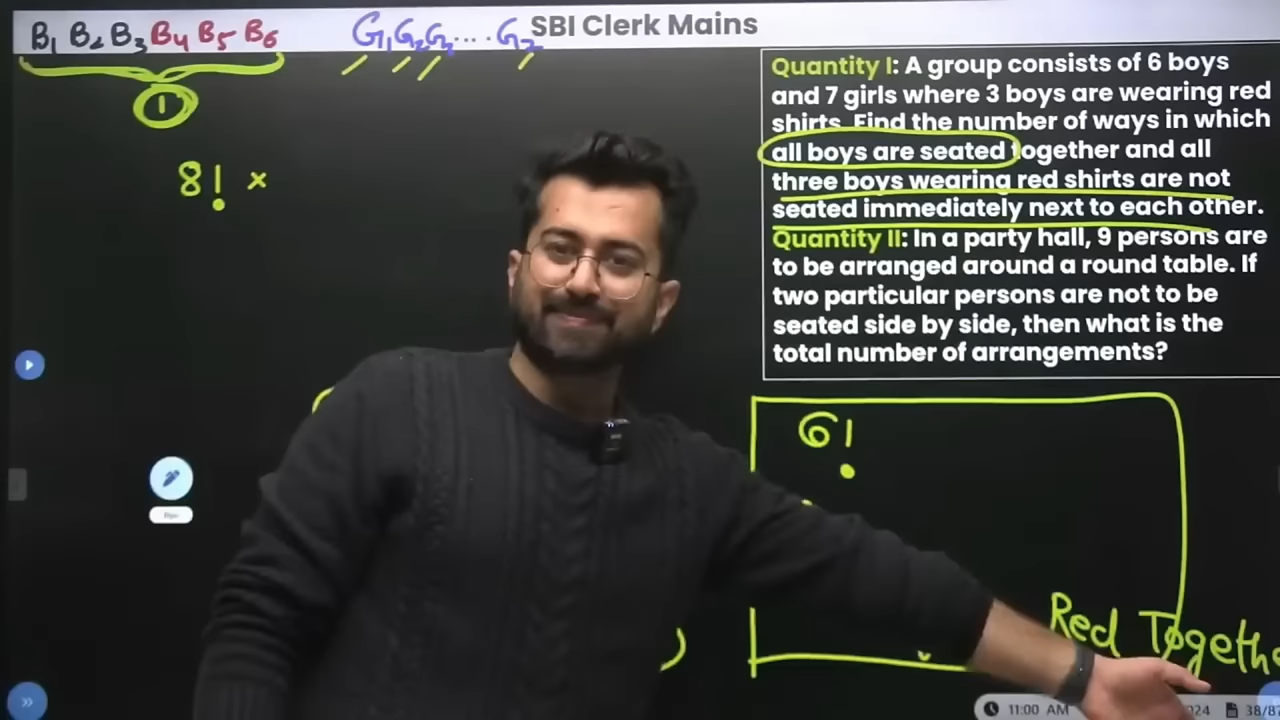 B1 B2 B3 B4 B5 B6
G1 G2 G3 .... G7
SBI Clerk Mains
1
8! ×
Quantity I: A group consists of 6 boys
and 7 girls where 3 boys are wearing red
shirts. Find the number of ways in which
all boys are seated together and all
three boys wearing red shirts are not
seated immediately next to each other.
Quantity II: In a party hall, 9 persons are
to be arranged around a round table. If
two particular persons are not to be
seated side by side, then what is the
total number of arrangements?
6!
)
Red Togethe
11:00 AM
024
38/87